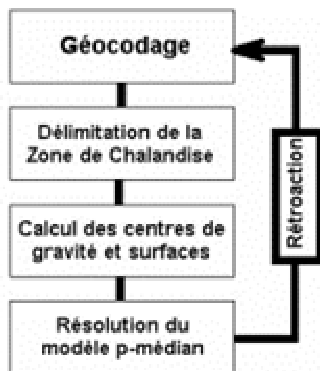 Géocodage
Délimitation de la
Zone de Chalandise
Calcul des centres de
gravité et surfaces
Résolution du
modèle p-médian
Rétroaction